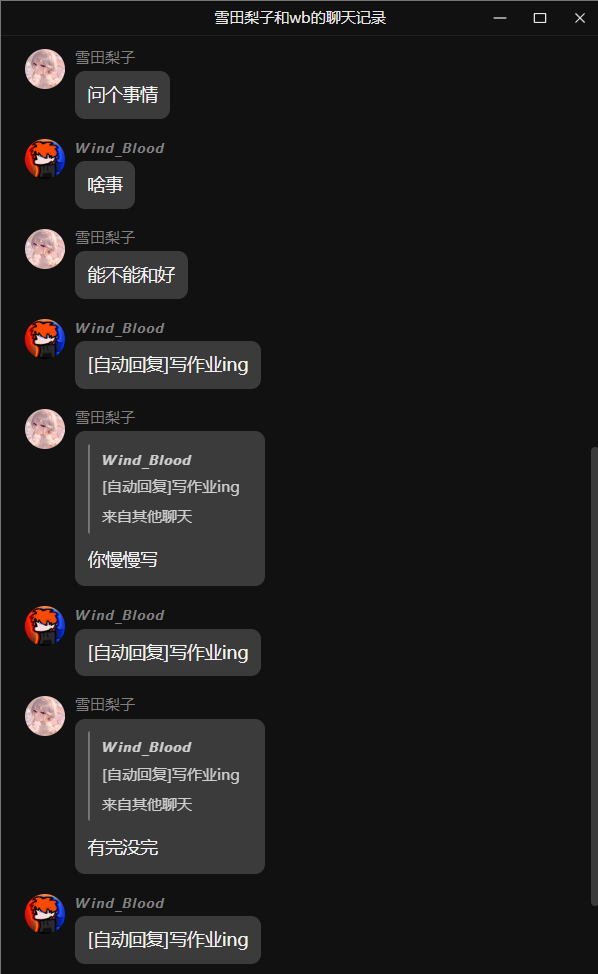 雪田梨子和wb的聊天记录
雪田梨子
问个事情
Wind_Blood
啥事
雪田梨子
能不能和好
Wind_Blood
[自动回复]写作业ing
雪田梨子
Wind_Blood
[自动回复]写作业ing
来自其他聊天
你慢慢写
Wind_Blood
[自动回复]写作业ing
雪田梨子
Wind_Blood
[自动回复]写作业ing
来自其他聊天
有完没完
Wind_Blood
[自动回复]写作业ing